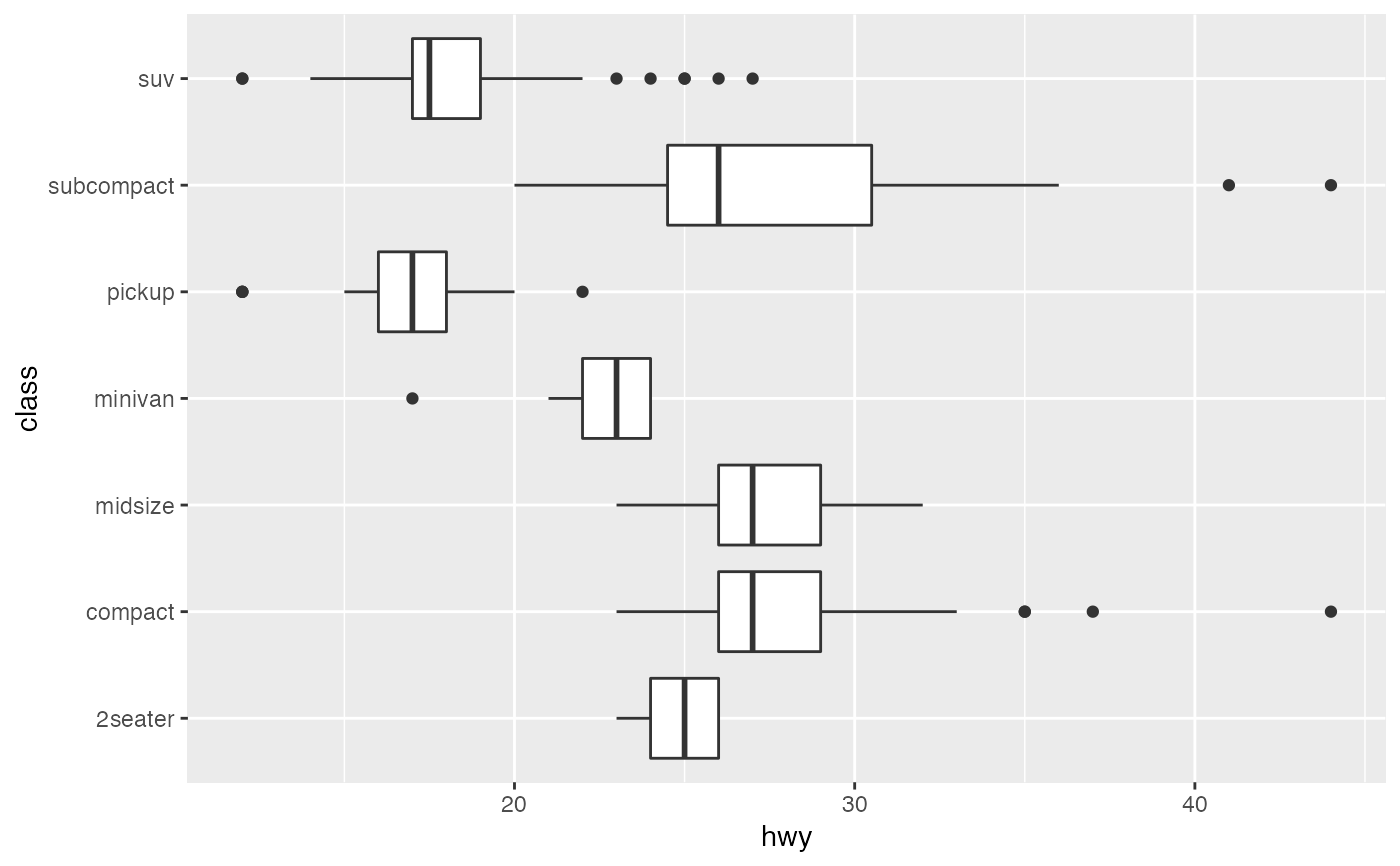 suv
subcompact
pickup
minivan
midsize
compact
2seater
class
20 30 40
hwy